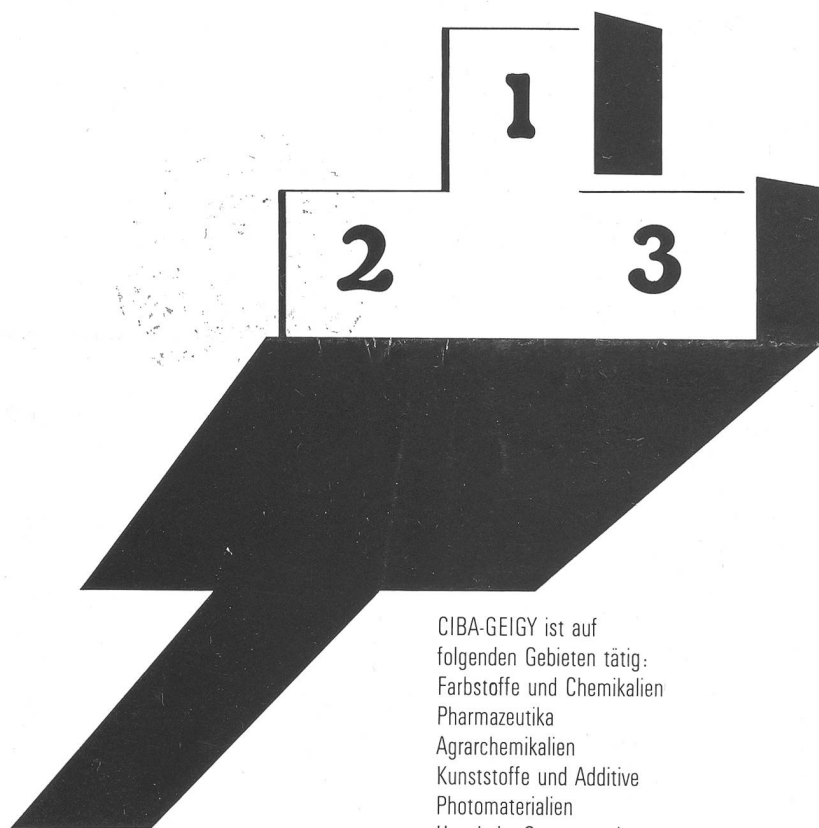 1
2 3
CIBA-GEIGY ist auf
folgenden Gebieten tätig:
Farbstoffe und Chemikalien
Pharmazeutika
Agrarchemikalien
Kunststoffe und Additive
Photomaterialien